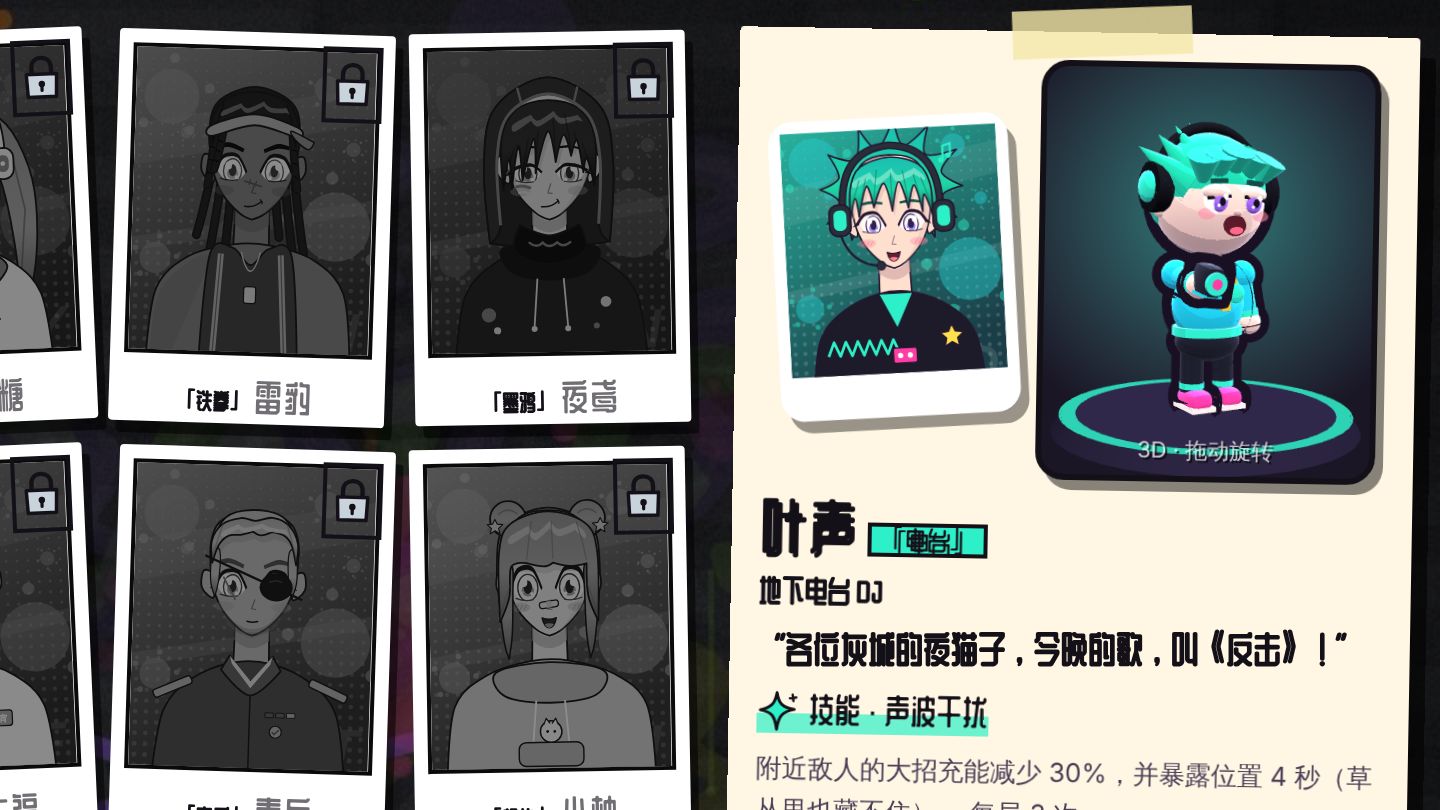 糖
「铁拳」 雷豹
「墨鸦」 夜鸢
3D · 拖动旋转
叶声 「电台」
地下电台 DJ
“各位灰城的夜猫子，今晚的歌，叫《反击》！”
技能 · 声波干扰
附近敌人的大招充能减少 30%，并暴露位置 4 秒（草